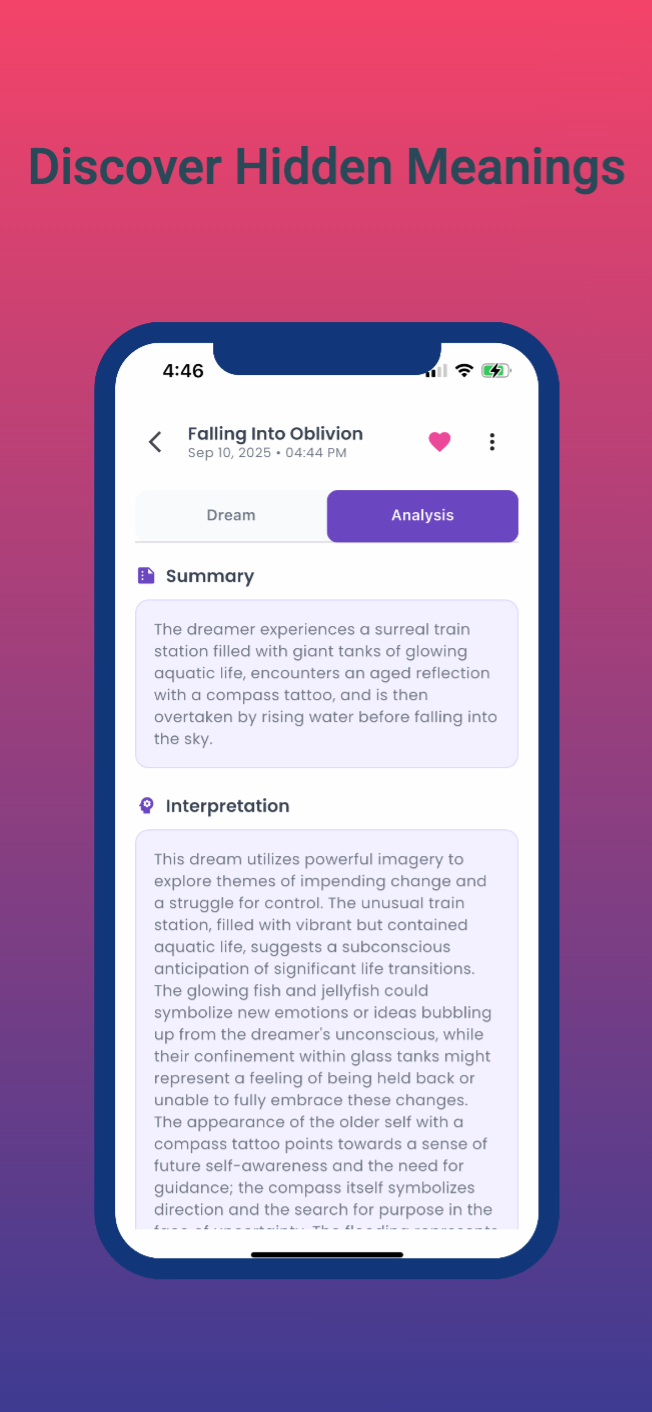 Discover Hidden Meanings
4:46
Falling Into Oblivion
Sep 10, 2025 • 04:44 PM
Dream
Analysis
Summary
The dreamer experiences a surreal train
station filled with giant tanks of glowing
aquatic life, encounters an aged reflection
with a compass tattoo, and is then
overtaken by rising water before falling into
the sky.
Interpretation
This dream utilizes powerful imagery to
explore themes of impending change and
a struggle for control. The unusual train
station, filled with vibrant but contained
aquatic life, suggests a subconscious
anticipation of significant life transitions.
The glowing fish and jellyfish could
symbolize new emotions or ideas bubbling
up from the dreamer's unconscious, while
their confinement within glass tanks might
represent a feeling of being held back or
unable to fully embrace these changes.
The appearance of the older self with a
compass tattoo points towards a sense of
future self-awareness and the need for
guidance; the compass itself symbolizes
direction and the search for purpose in the
face of uncertainty. The flooding represents